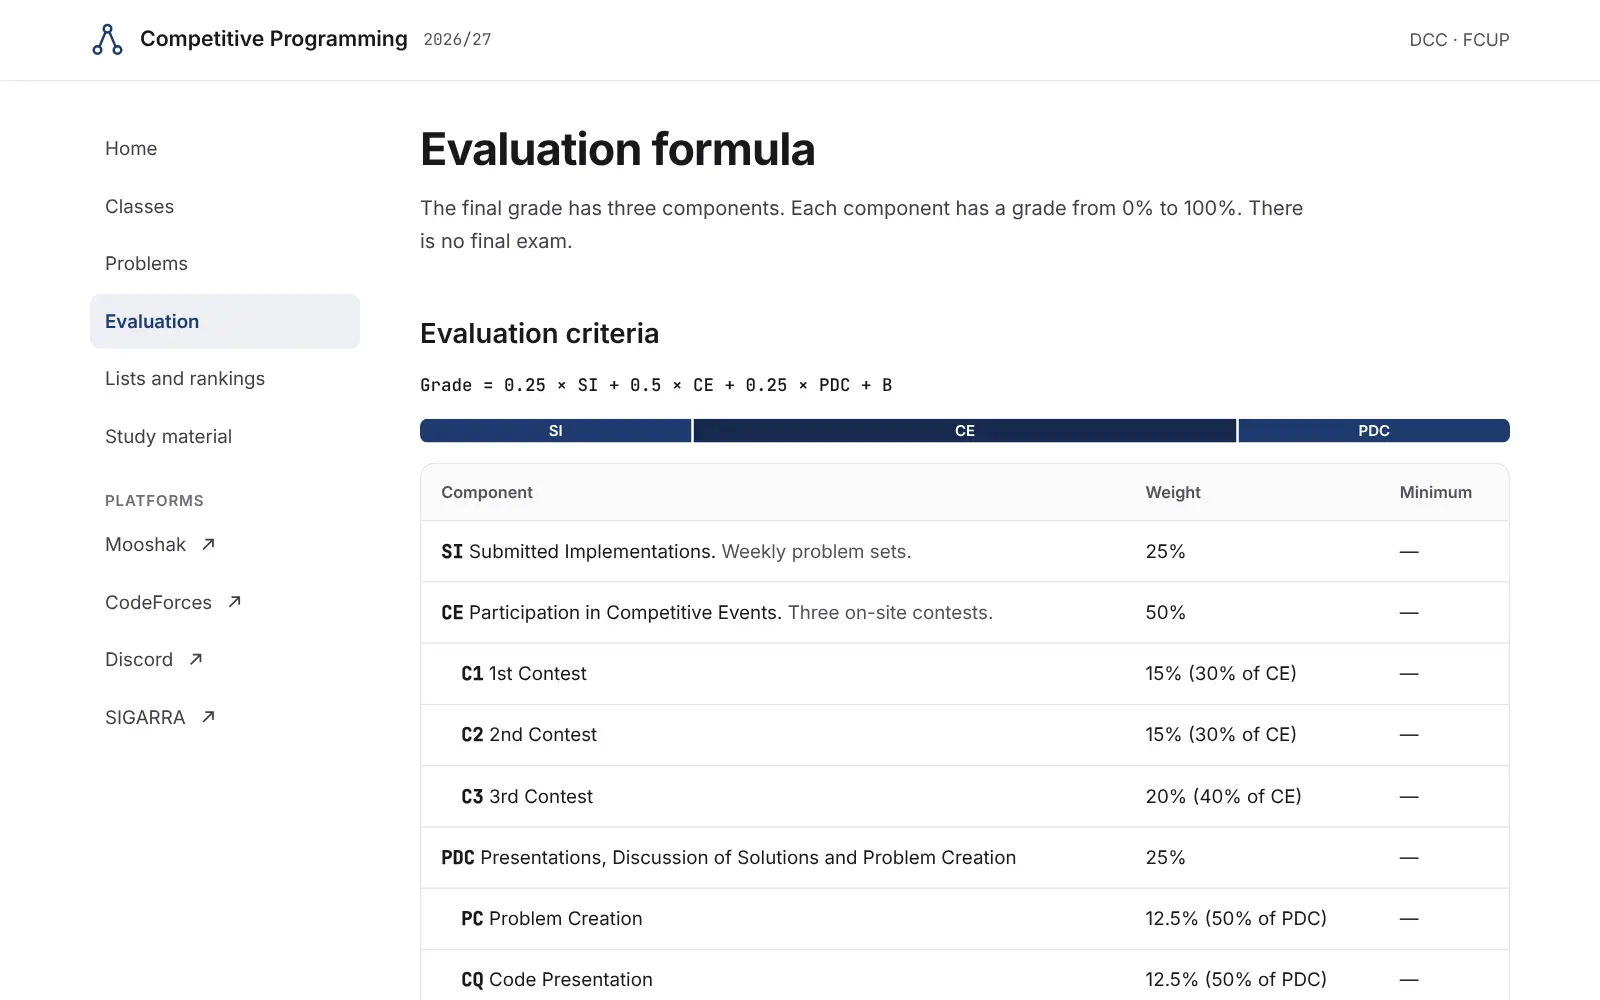 Competitive Programming 2026/27
DCC · FCUP
Home
Classes
Problems
Evaluation
Lists and rankings
Study material
PLATFORMS
Mooshak ↗
CodeForces ↗
Discord ↗
SIGARRA ↗
Evaluation formula
The final grade has three components. Each component has a grade from 0% to 100%. There
is no final exam.
Evaluation criteria
Grade = 0.25 × SI + 0.5 × CE + 0.25 × PDC + B
SI CE PDC
Component Weight Minimum
SI Submitted Implementations. Weekly problem sets. 25% —
CE Participation in Competitive Events. Three on-site contests. 50% —
C1 1st Contest 15% (30% of CE) —
C2 2nd Contest 15% (30% of CE) —
C3 3rd Contest 20% (40% of CE) —
PDC Presentations, Discussion of Solutions and Problem Creation 25% —
PC Problem Creation 12.5% (50% of PDC) —
CQ Code Presentation 12.5% (50% of PDC) —